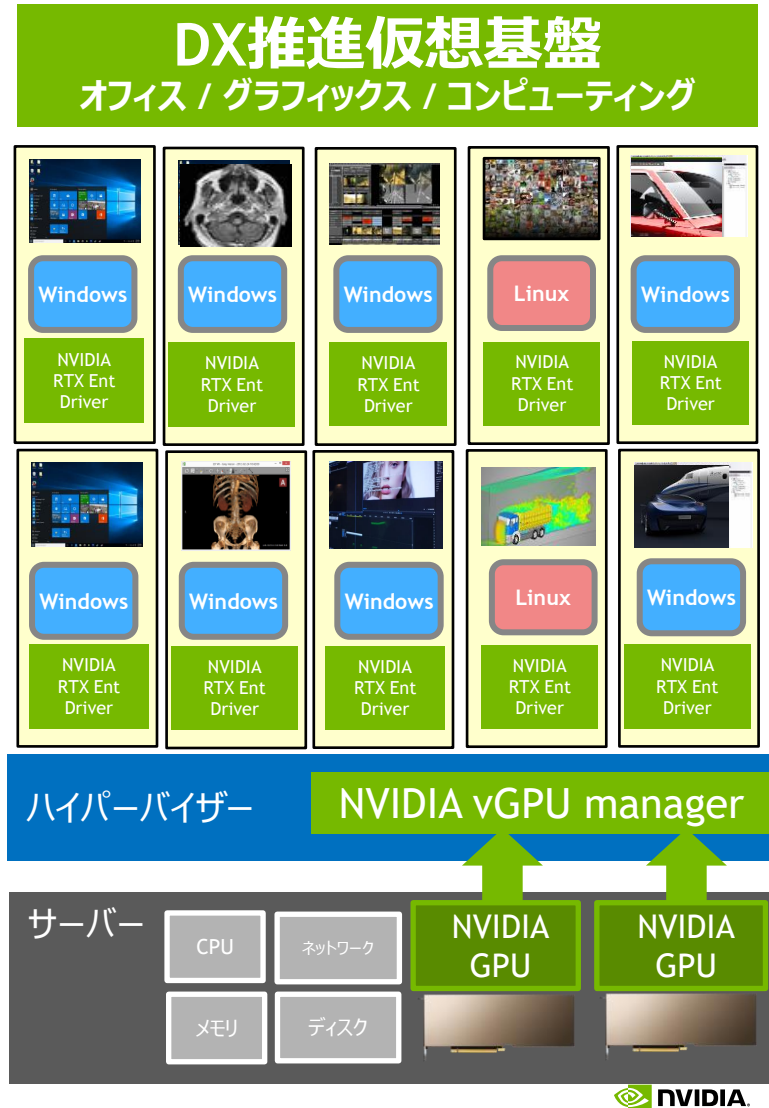 DX推進仮想基盤
オフィス / グラフィックス / コンピューティング
Windows
Windows
Windows
Linux
Windows
NVIDIA
RTX Ent
Driver
NVIDIA
RTX Ent
Driver
NVIDIA
RTX Ent
Driver
NVIDIA
RTX Ent
Driver
NVIDIA
RTX Ent
Driver
A
Windows
Windows
Windows
Linux
Windows
NVIDIA
RTX Ent
Driver
NVIDIA
RTX Ent
Driver
NVIDIA
RTX Ent
Driver
NVIDIA
RTX Ent
Driver
NVIDIA
RTX Ent
Driver
ハイパーバイザー
NVIDIA vGPU manager
サーバー
CPU
ネットワーク
メモリ
ディスク
NVIDIA
GPU
NVIDIA
GPU
NVIDIA.